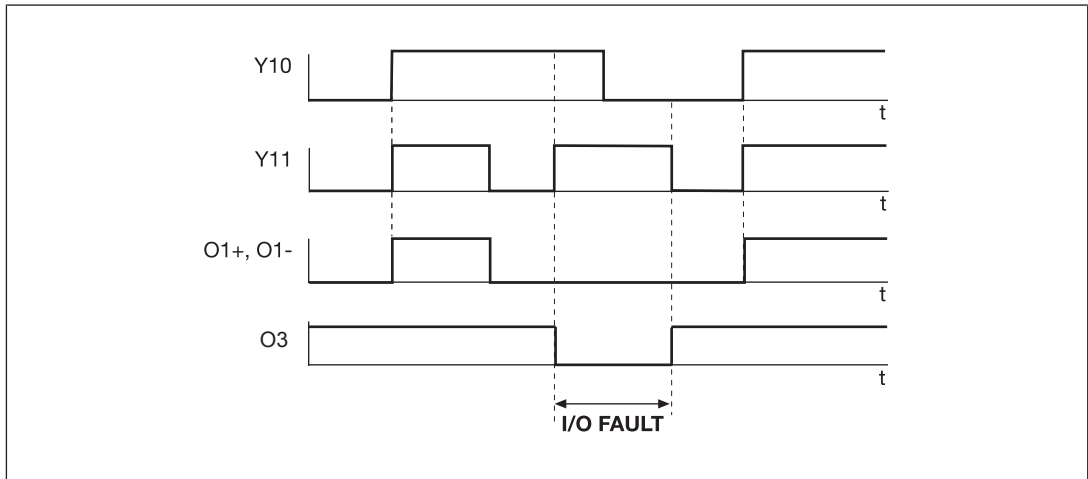 Y10
t
Y11
t
O1+, O1-
t
O3
t
I/O FAULT